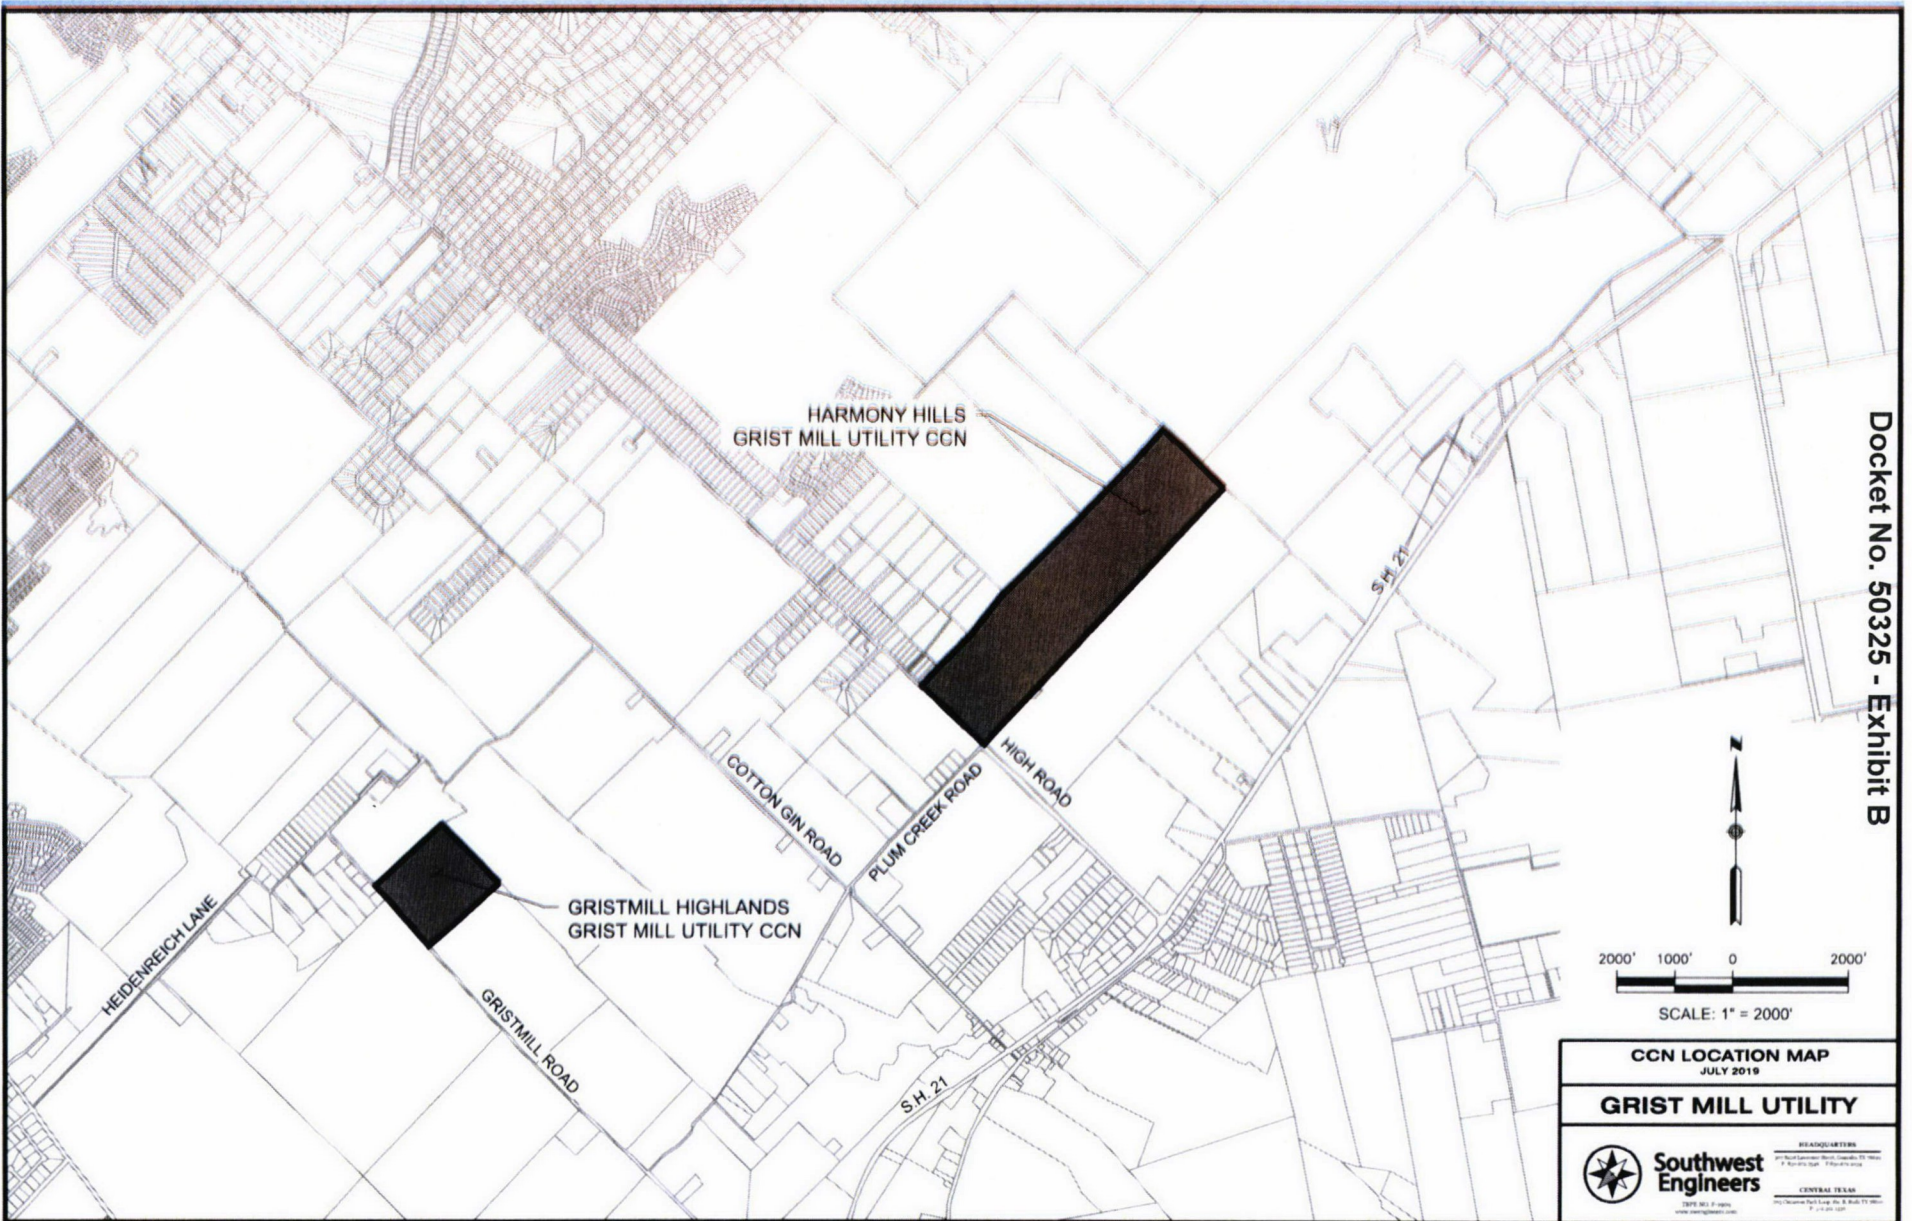 HARMONY HILLS
GRIST MILL UTILITY CCN
S.H. 21
Docket No. 50325 - Exhibit B
HIGH ROAD
COTTON GIN ROAD
PLUM CREEK ROAD
N
GRISTMILL HIGHLANDS
GRIST MILL UTILITY CCN
HEIDENREICH LANE
GRISTMILL ROAD
S.H. 21
2000' 1000' 0 2000'
SCALE: 1" = 2000'
CCN LOCATION MAP
JULY 2019
GRIST MILL UTILITY
Southwest
Engineers
HEADQUARTERS
CENTRAL TEXAS